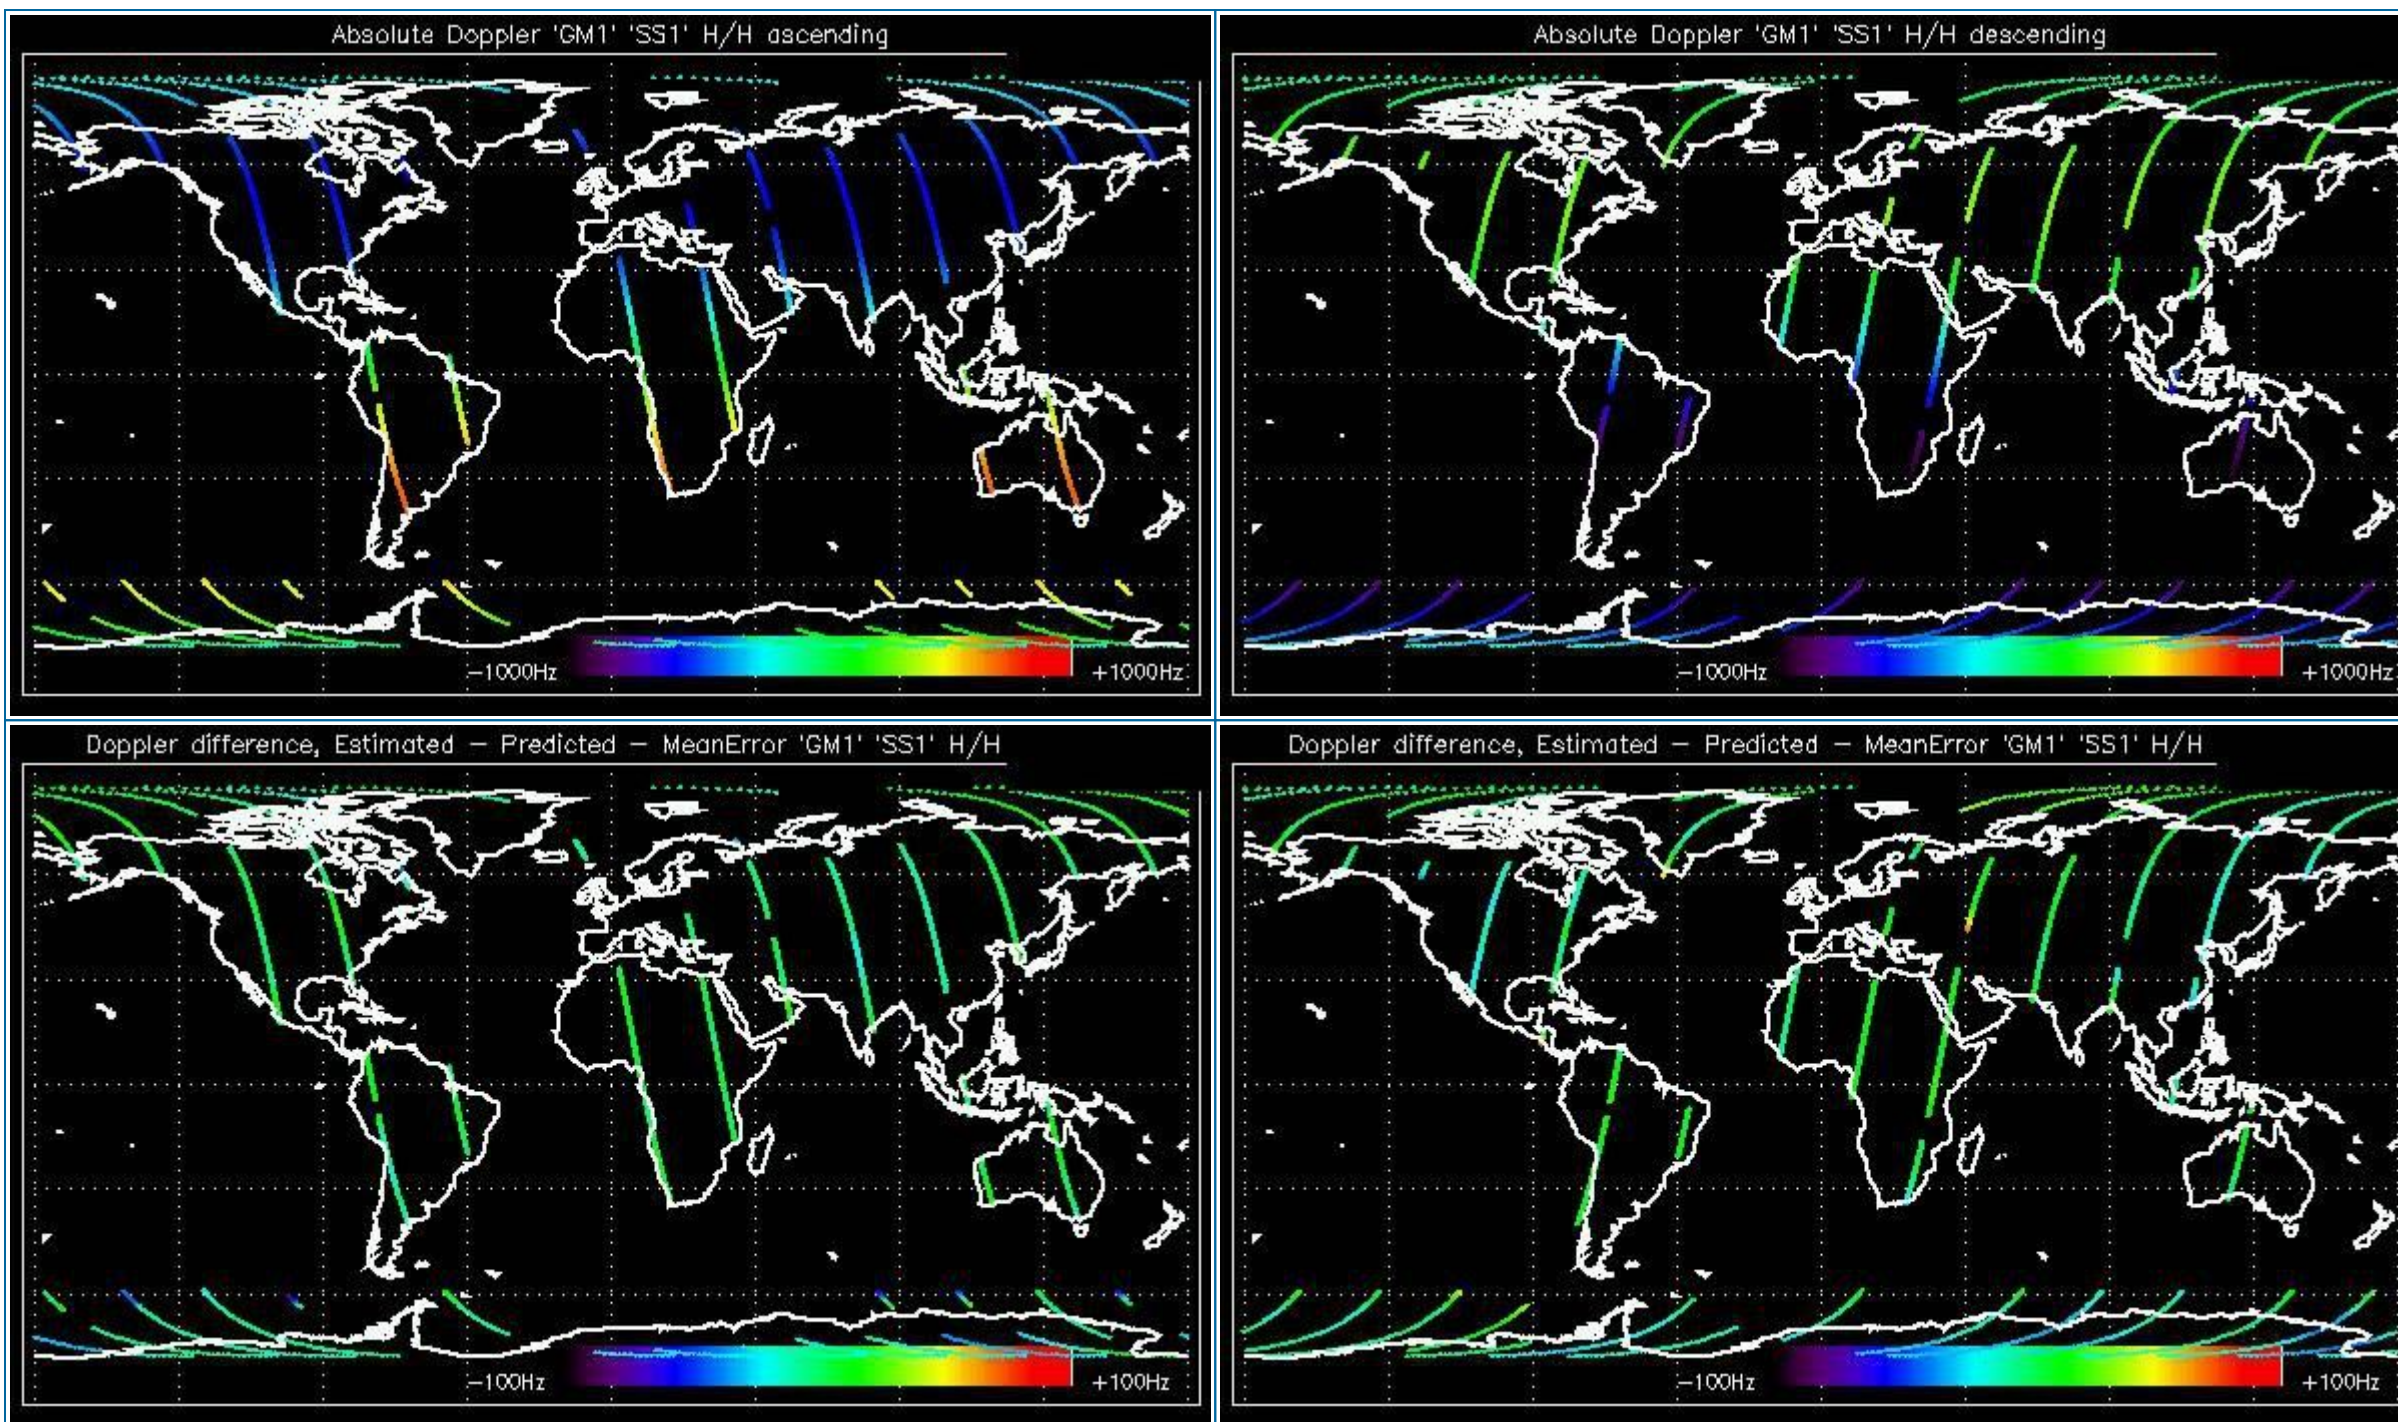 Absolute Doppler 'GM1' 'SS1' H/H ascending
−1000Hz
+1000Hz
Absolute Doppler 'GM1' 'SS1' H/H descending
−1000Hz
+1000Hz
Doppler difference, Estimated − Predicted − MeanError 'GM1' 'SS1' H/H
−100Hz
+100Hz
Doppler difference, Estimated − Predicted − MeanError 'GM1' 'SS1' H/H
−100Hz
+100Hz